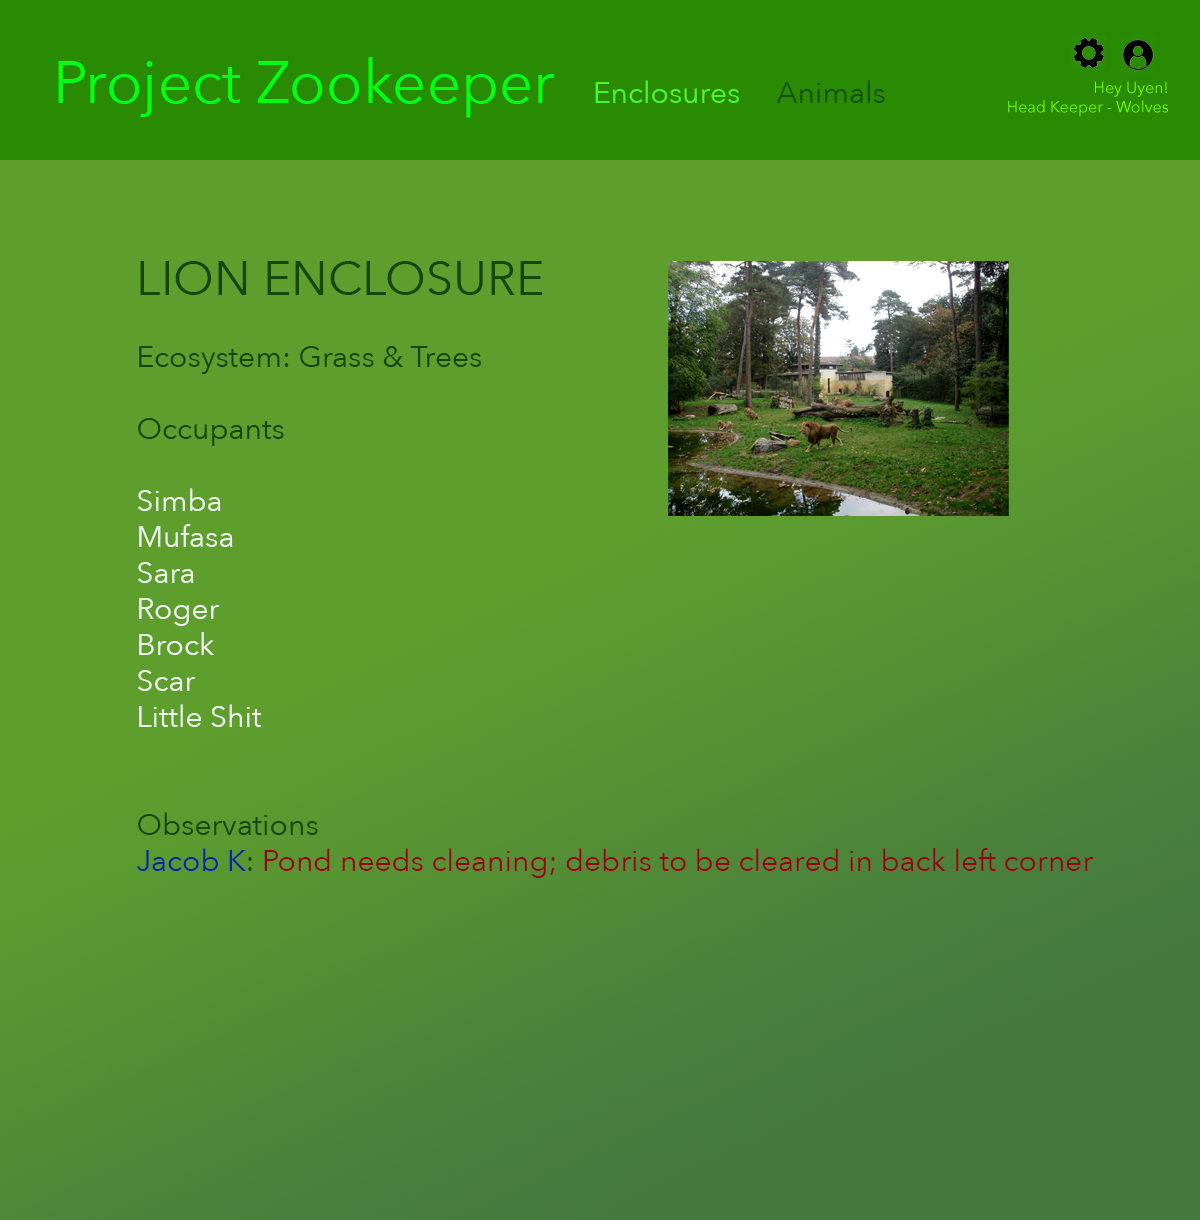 Project Zookeeper Enclosures Animals
Hey Uyen!
Head Keeper - Wolves
LION ENCLOSURE
Ecosystem: Grass & Trees
Occupants
Simba
Mufasa
Sara
Roger
Brock
Scar
Little Shit
Observations
Jacob K: Pond needs cleaning; debris to be cleared in back left corner